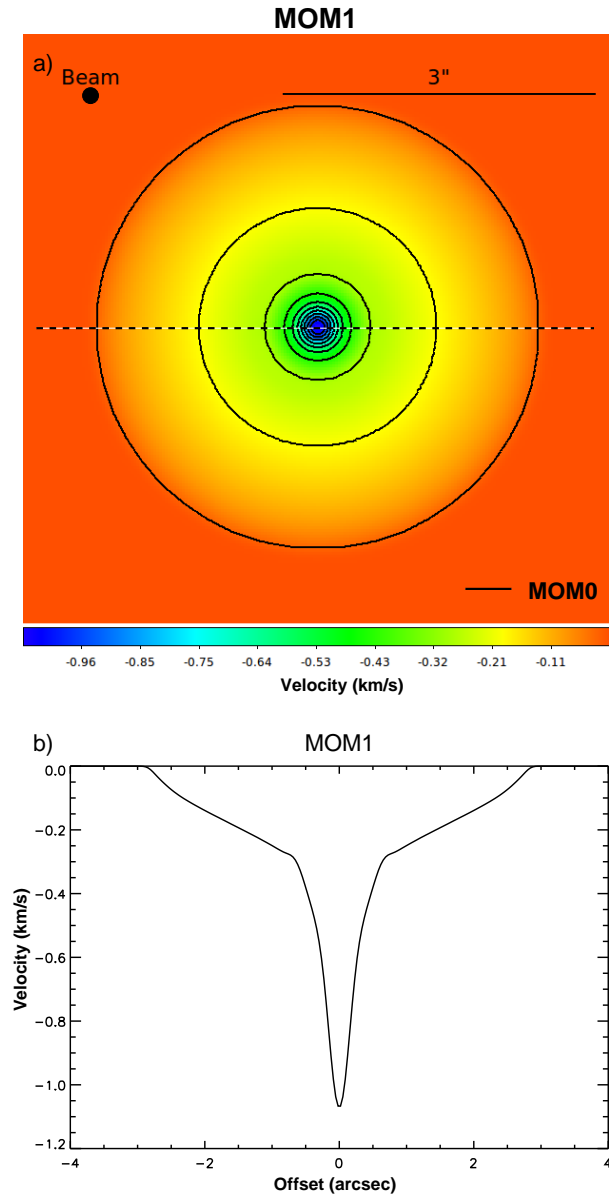 MOM1
a)
Beam
3"
MOM0
-0.96 -0.85 -0.75 -0.64 -0.53 -0.43 -0.32 -0.21 -0.11
Velocity (km/s)
b)
MOM1
0.0
−0.2
−0.4
−0.6
−0.8
−1.0
−1.2
Velocity (km/s)
−4 −2 0 2 4
Offset (arcsec)